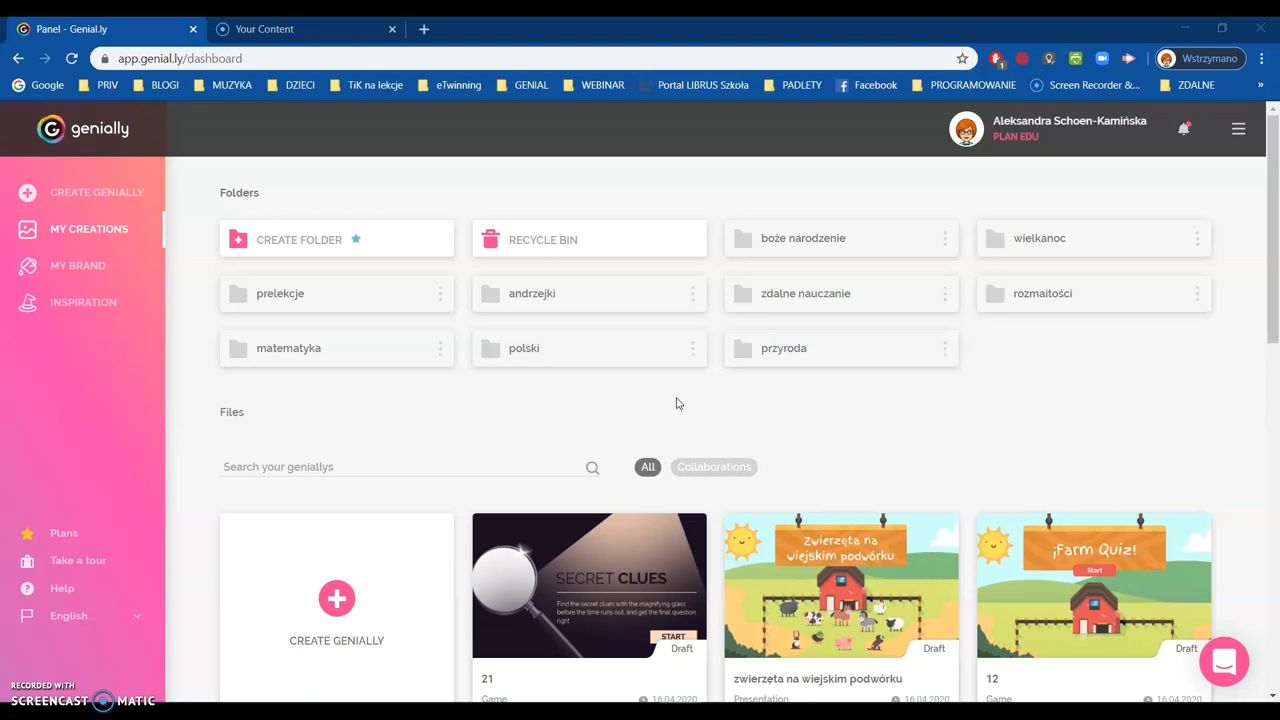 Panel - Genial.ly
Your Content
app.genial.ly/dashboard
Wstrzymano
Google PRIV BLOGI MUZYKA DZIECI TiK na lekcje eTwinning GENIAL WEBINAR Portal LIBRUS Szkoła PADLETY Facebook PROGRAMOWANIE Screen Recorder &... ZDALNE »
genially
Aleksandra Schoen-Kamińska
PLAN EDU
CREATE GENIALLY
MY CREATIONS
MY BRAND
INSPIRATION
Plans
Take a tour
Help
English
RECORDED WITH
SCREENCAST MATIC
Folders
CREATE FOLDER
RECYCLE BIN
boże narodzenie
wielkanoc
prelekcje
andrzejki
zdalne nauczanie
rozmaitości
matematyka
polski
przyroda
Files
Search your geniallys
All
Collaborations
CREATE GENIALLY
SECRET CLUES
Find the secret clues with the magnifying glass
before the time runs out, and get the final question
right
START
Draft
21
Game
16.04.2020
Zwierzęta na
wiejskim podwórku
Draft
zwierzęta na wiejskim podwórku
Presentation
16.04.2020
¡Farm Quiz!
Start
Draft
12
Game
16.04.2020